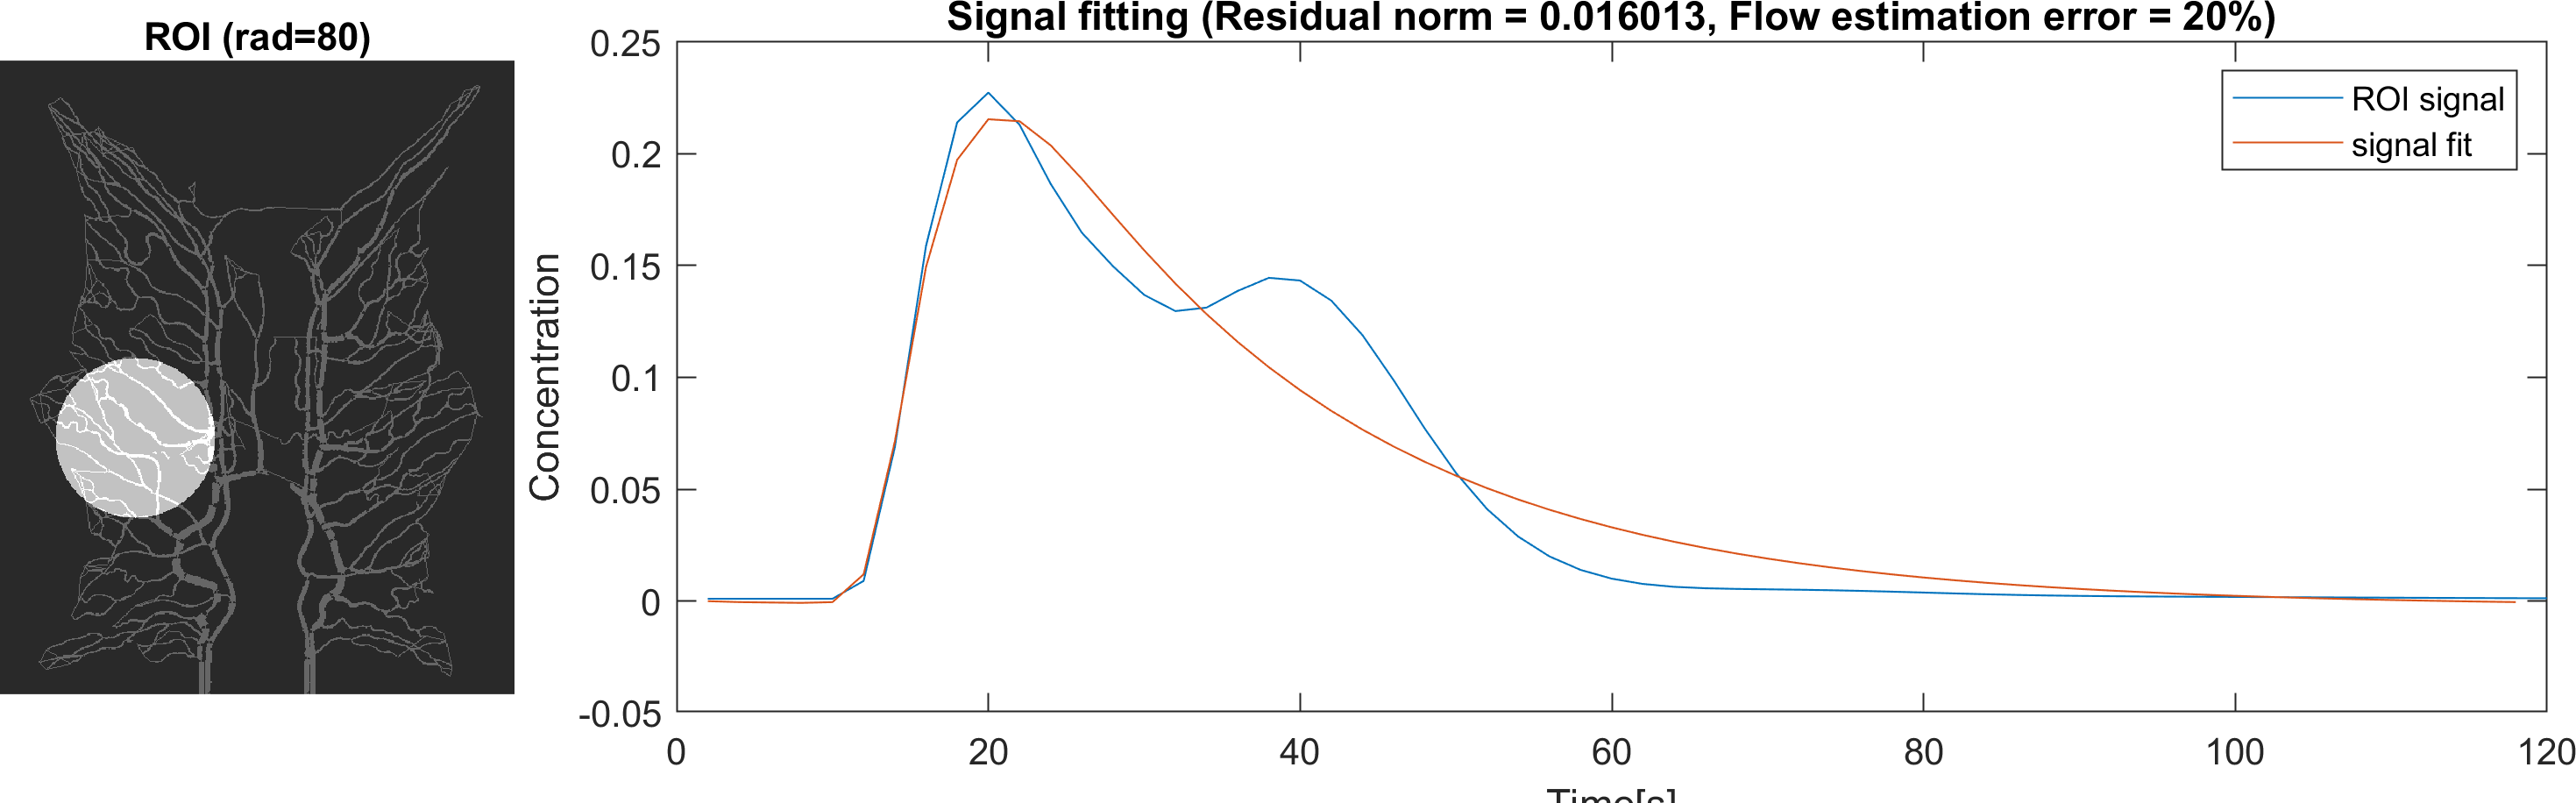 ROI (rad=80)
Signal fitting (Residual norm = 0.016013, Flow estimation error = 20%)
0.25
0.2
0.15
0.1
0.05
0
-0.05
Concentration
ROI signal
signal fit
0
20
40
60
80
100
120
Time[s]